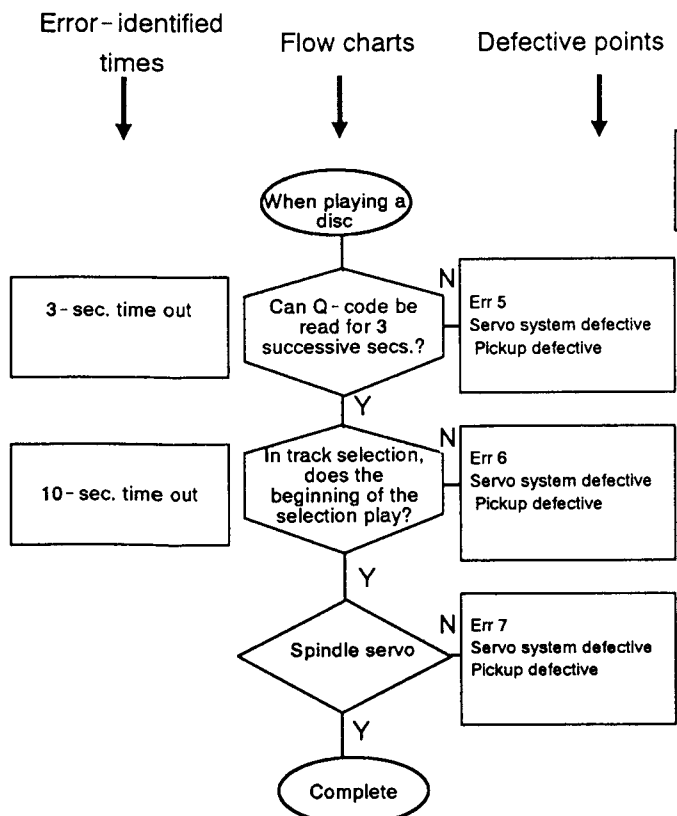 Error-identified
times
Flow charts
Defective points
When playing a
disc
3-sec. time out
Can Q-code be
read for 3
successive secs.?
N
Err 5
Servo system defective
Pickup defective
Y
10-sec. time out
In track selection,
does the
beginning of the
selection play?
N
Err 6
Servo system defective
Pickup defective
Y
Spindle servo
N
Err 7
Servo system defective
Pickup defective
Y
Complete